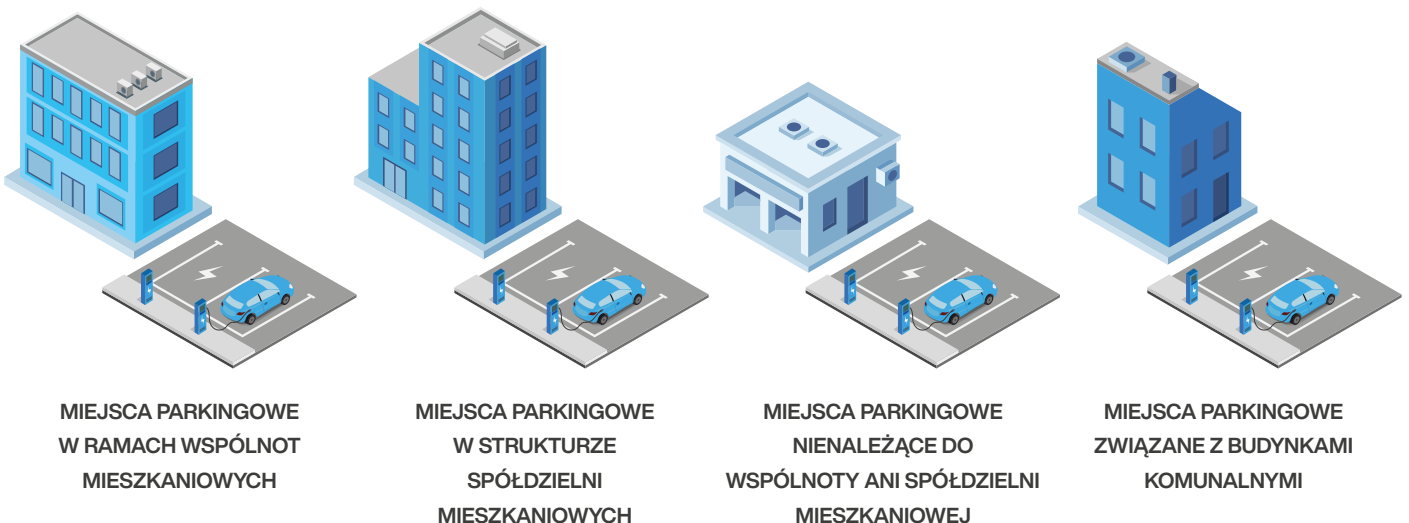 MIEJSCA PARKINGOWE
W RAMACH WSPÓLNOT
MIESZKANIOWYCH
MIEJSCA PARKINGOWE
W STRUKTURZE
SPÓŁDZIELNI
MIESZKANIOWYCH
MIEJSCA PARKINGOWE
NIENALEŻĄCE DO
WSPÓLNOTY ANI SPÓŁDZIELNI
MIESZKANIOWEJ
MIEJSCA PARKINGOWE
ZWIĄZANE Z BUDYNKAMI
KOMUNALNYMI